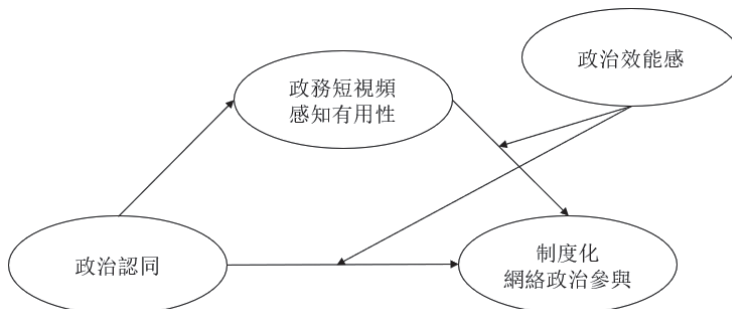 政治效能感
政務短視頻
感知有用性
政治認同
制度化
網絡政治參與